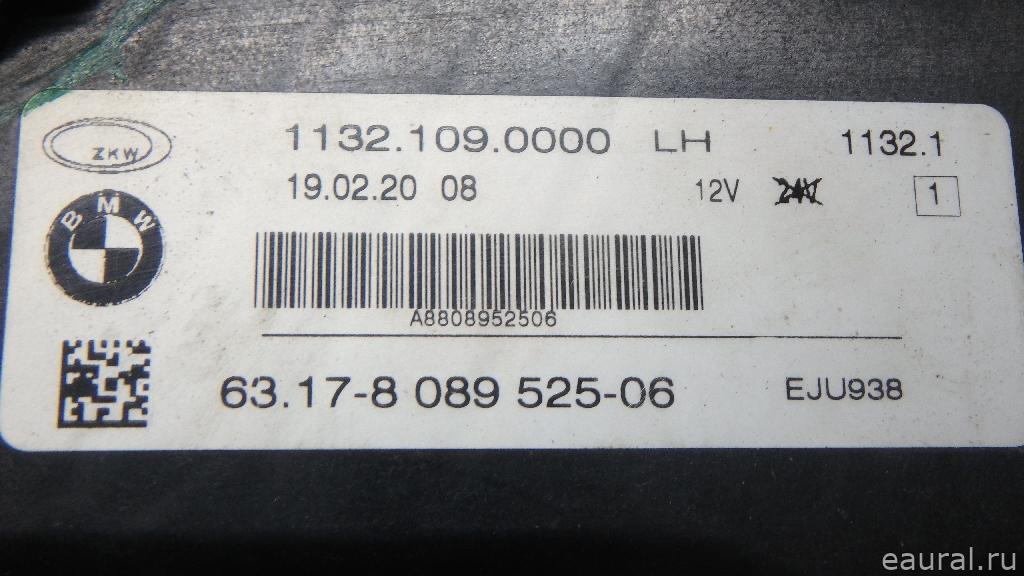 ZKW 1132.109.0000 LH 1132.1
19.02.20 08 12V 24V 1
BMW
A8808952506
63.17-8 089 525-06 EJU938
eaural.ru